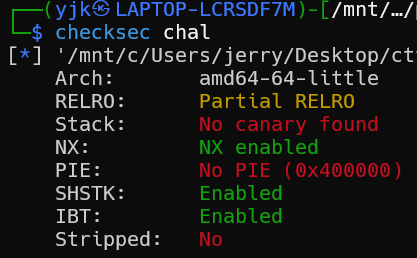 ┌──(yjk㉿LAPTOP-LCRSDF7M)-[/mnt/…/
└─$ checksec chal
[*] '/mnt/c/Users/jerry/Desktop/ct
Arch: amd64-64-little
RELRO: Partial RELRO
Stack: No canary found
NX: NX enabled
PIE: No PIE (0x400000)
SHSTK: Enabled
IBT: Enabled
Stripped: No